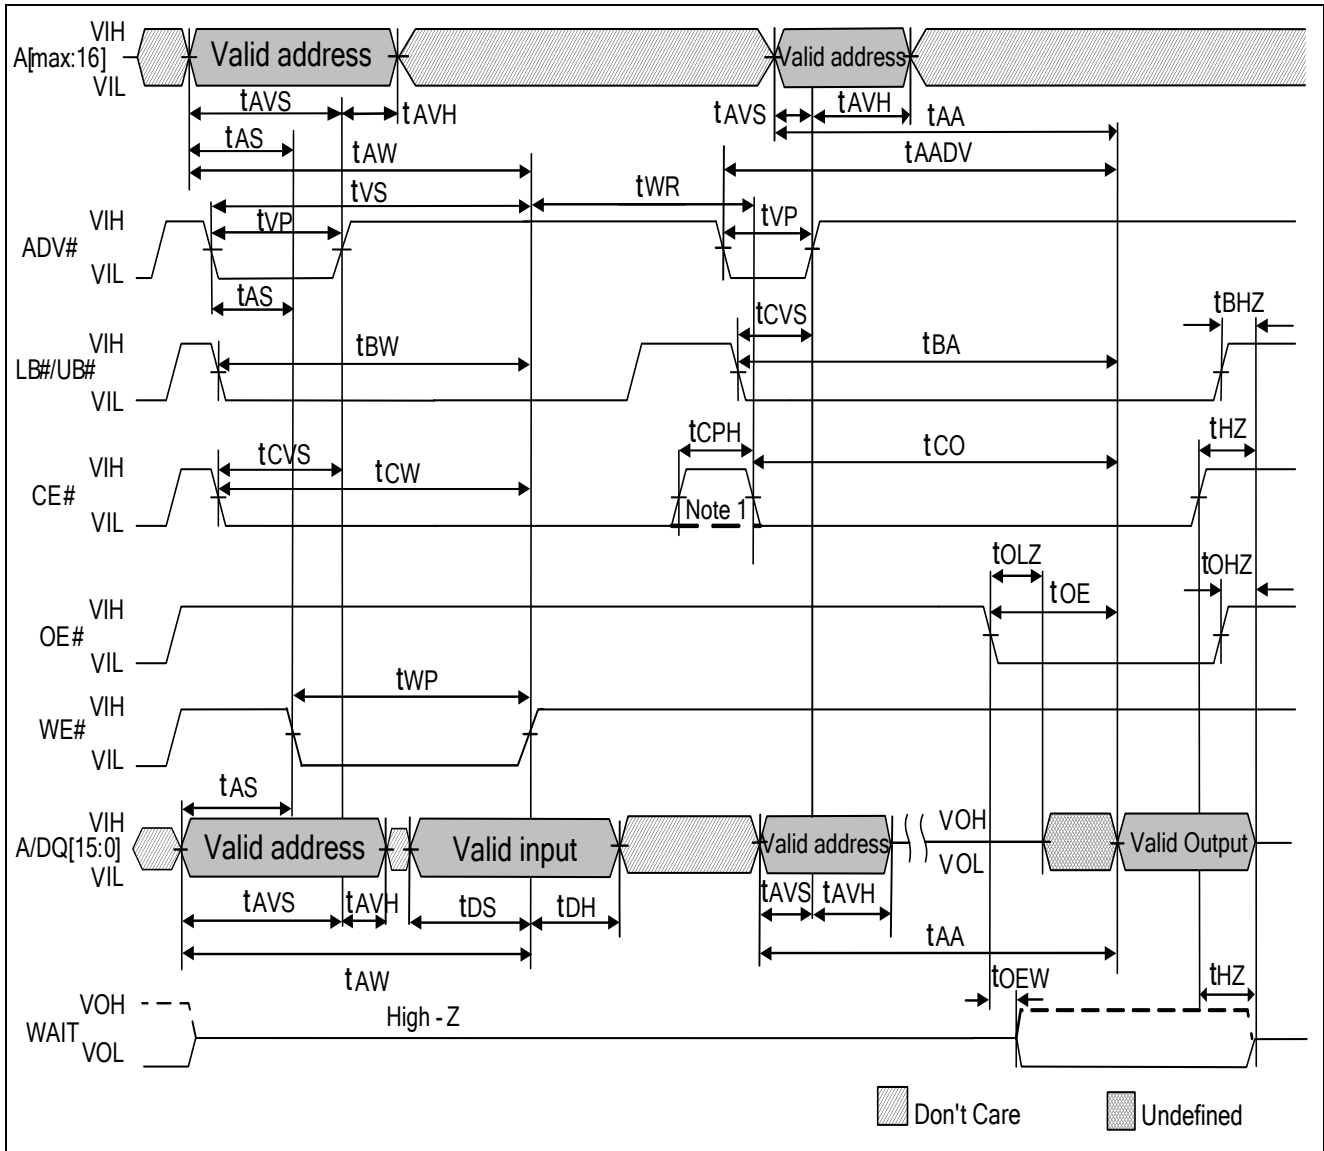 VIH
A[max:16]
VIL
Valid address
Valid address
tAVS
tAVH
tAVS
tAVH
tAS
tAW
tAA
tAADV
tVS
tWR
VIH
ADV#
VIL
tVP
tVP
tAS
tCVS
tBHZ
VIH
LB#/UB#
VIL
tBW
tBA
tCPH
tHZ
VIH
CE#
VIL
tCVS
tCW
tCO
Note 1
tOLZ
tOHZ
VIH
OE#
VIL
tOE
tWP
VIH
WE#
VIL
tAS
VIH
A/DQ[15:0]
VIL
Valid address
Valid input
Valid address
VOH
VOL
Valid Output
tAVS
tAVH
tDS
tDH
tAVS
tAVH
tAW
tAA
tOEW
tHZ
VOH
WAIT
VOL
High - Z
Don't Care
Undefined